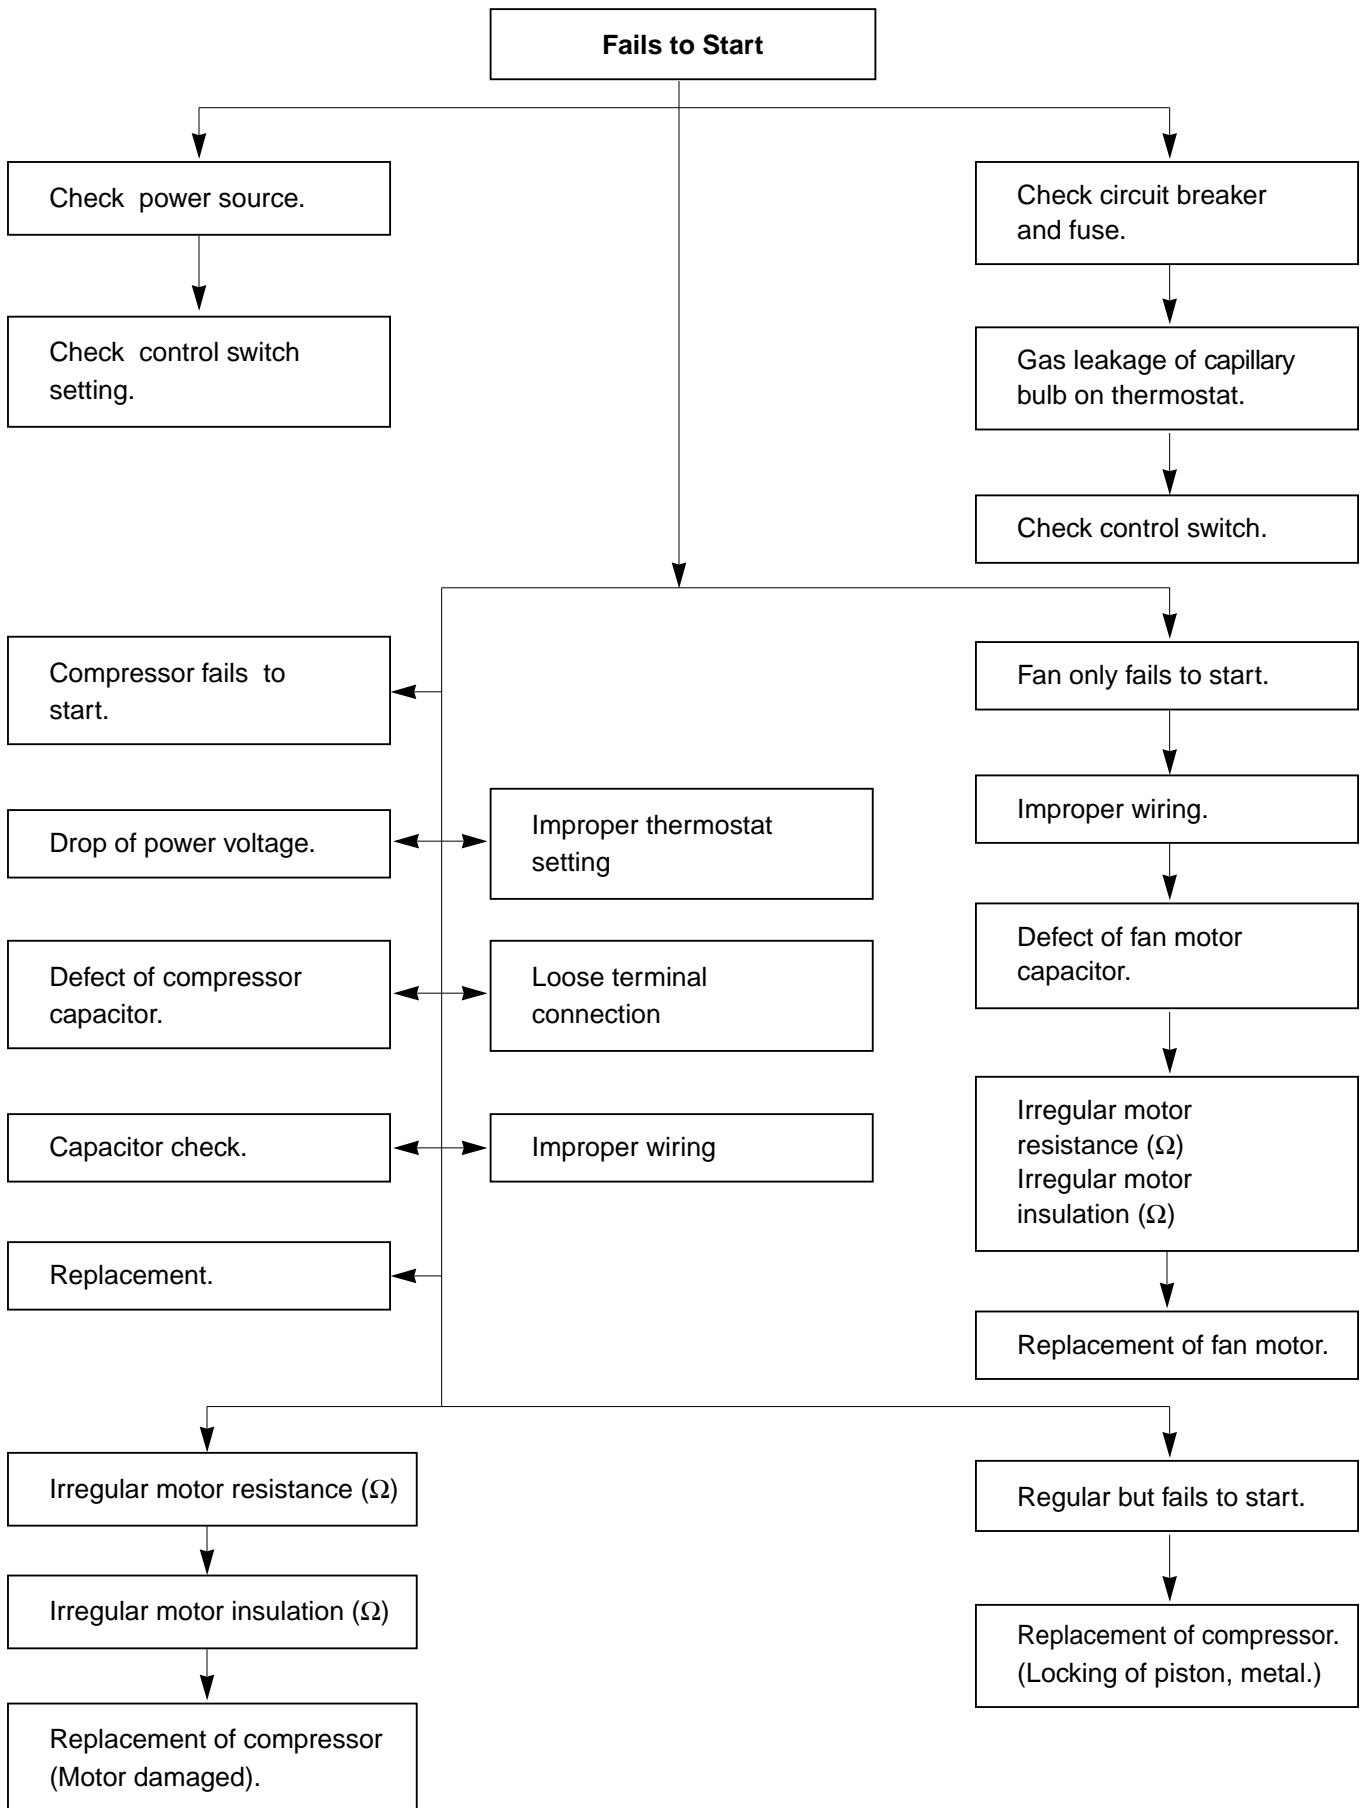 Fails to Start
Check power source.
Check circuit breaker
and fuse.
Check control switch
setting.
Gas leakage of capillary
bulb on thermostat.
Check control switch.
Compressor fails to
start.
Fan only fails to start.
Drop of power voltage.
Improper thermostat
setting
Improper wiring.
Defect of compressor
capacitor.
Loose terminal
connection
Defect of fan motor
capacitor.
Capacitor check.
Improper wiring
Irregular motor
resistance (Ω)
Irregular motor
insulation (Ω)
Replacement.
Replacement of fan motor.
Irregular motor resistance (Ω)
Regular but fails to start.
Irregular motor insulation (Ω)
Replacement of compressor.
(Locking of piston, metal.)
Replacement of compressor
(Motor damaged).